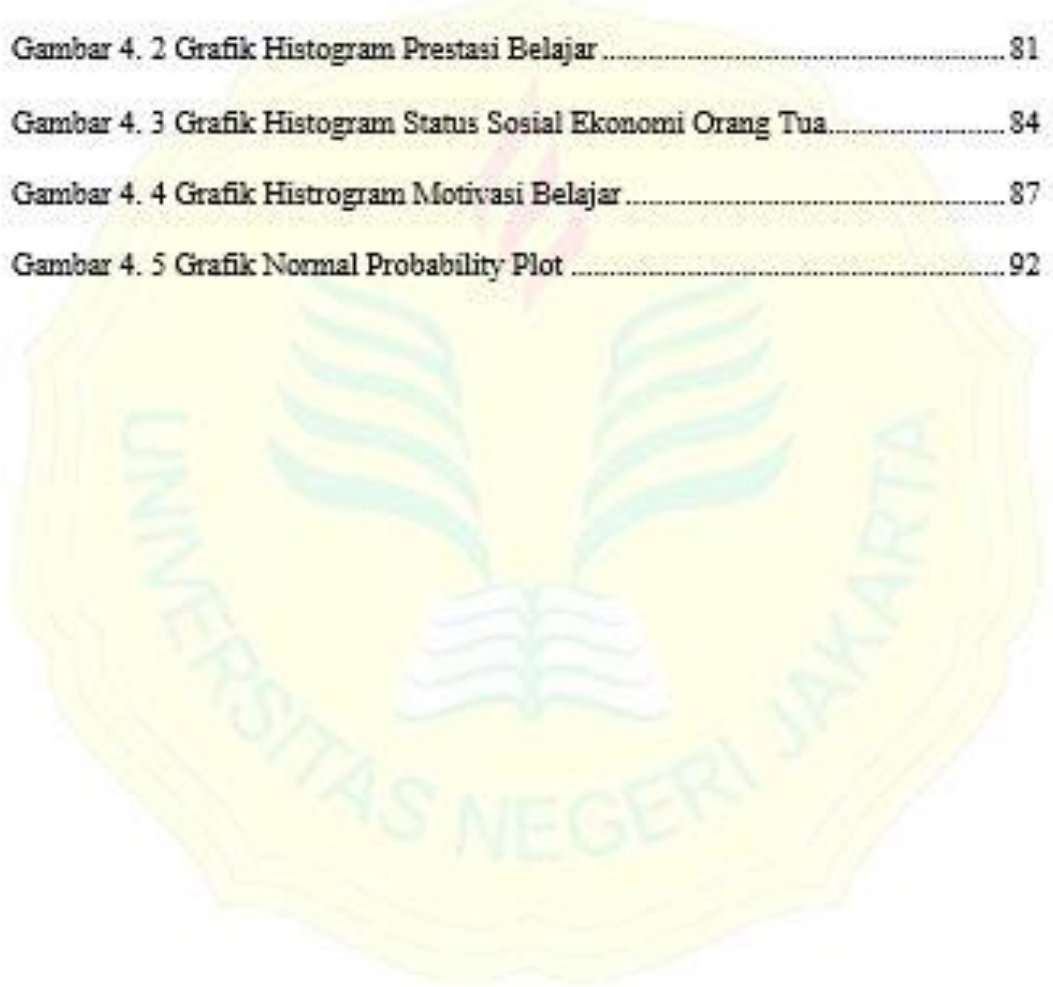 Gambar 4. 2 Grafik Histogram Prestasi Belajar ........................................................ 81
Gambar 4. 3 Grafik Histogram Status Sosial Ekonomi Orang Tua......................... 84
Gambar 4. 4 Grafik Histrogram Motivasi Belajar ..................................................... 87
Gambar 4. 5 Grafik Normal Probability Plot ............................................................ 92
UNIVERSITAS NEGERI JAKARTA